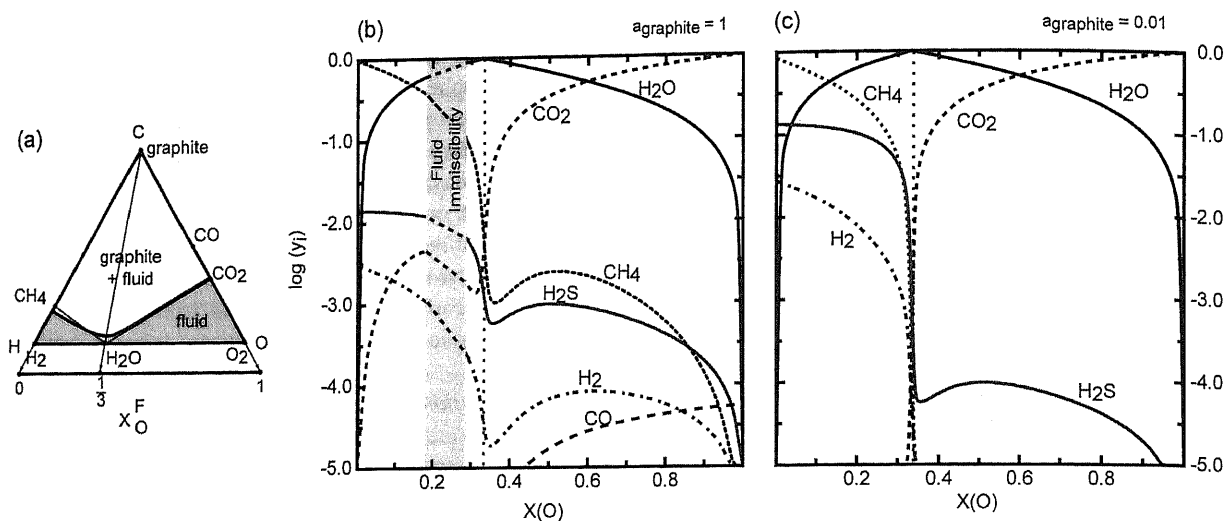 (a)
C
graphite
CO
graphite
+ fluid
CO2
CH4
fluid
H
H2
H2O
O2
O
0
1/3
1
X F O
(b)
a graphite = 1
0.0
-1.0
-2.0
-3.0
-4.0
-5.0
log (yi)
Fluid
Immiscibility
H2O
CO2
CH4
H2S
H2
CO
0.2
0.4
0.6
0.8
X(O)
(c)
a graphite = 0.01
CH4
H2O
CO2
H2
H2S
0.0
-1.0
-2.0
-3.0
-4.0
-5.0
0.2
0.4
0.6
0.8
X(O)